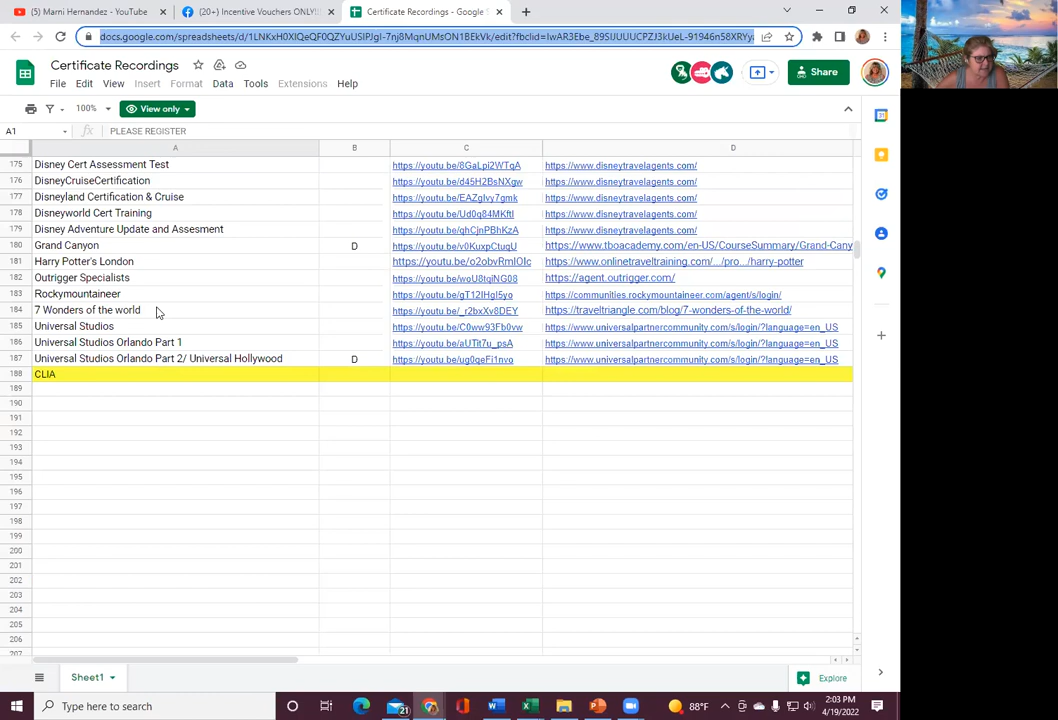 (5) Marni Hernandez - YouTube
(20+) Incentive Vouchers ONLY!!
Certificate Recordings - Google S
docs.google.com/spreadsheets/d/
Certificate Recordings
File Edit View Insert Format Data Tools Extensions Help
Share
100%
View only
A1 PLEASE REGISTER
A B C D
175 Disney Cert Assessment Test https://youtu.be/8GaLpi2WTqA https://www.disneytravelagents.com/
176 DisneyCruiseCertification https://youtu.be/d45H2BsNXgw https://www.disneytravelagents.com/
177 Disneyland Certification & Cruise https://youtu.be/EAZgIvy7gmk https://www.disneytravelagents.com/
178 Disneyworld Cert Training https://youtu.be/Ud0q84MKftI https://www.disneytravelagents.com/
179 Disney Adventure Update and Assesment https://youtu.be/qhCjnPBhKzA https://www.disneytravelagents.com/
180 Grand Canyon D https://youtu.be/v0KuxpCtuqU https://www.tboacademy.com/en-US/CourseSummary/Grand-Cany
181 Harry Potter's London https://youtu.be/o2obvRmIOIc https://www.onlinetraveltraining.com/.../pro.../harry-potter
182 Outrigger Specialists https://youtu.be/woU8tqiNG08 https://agent.outrigger.com/
183 Rockymountaineer https://youtu.be/gT12IHgI5yo https://communities.rockymountaineer.com/agent/s/login/
184 7 Wonders of the world https://youtu.be/_r2bxXv8DEY https://traveltriangle.com/blog/7-wonders-of-the-world/
185 Universal Studios https://youtu.be/C0ww93Fb0vw https://www.universalpartnercommunity.com/s/login/?language=en_US
186 Universal Studios Orlando Part 1 https://youtu.be/aUTit7u_psA https://www.universalpartnercommunity.com/s/login/?language=en_US
187 Universal Studios Orlando Part 2/ Universal Hollywood D https://youtu.be/ug0qeFi1nvo https://www.universalpartnercommunity.com/s/login/?language=en_US
188 CLIA
189
190
191
192
193
194
195
196
197
198
199
200
201
202
203
204
205
206
207
Sheet1
Explore
Type here to search
21
88°F
2:03 PM
4/19/2022